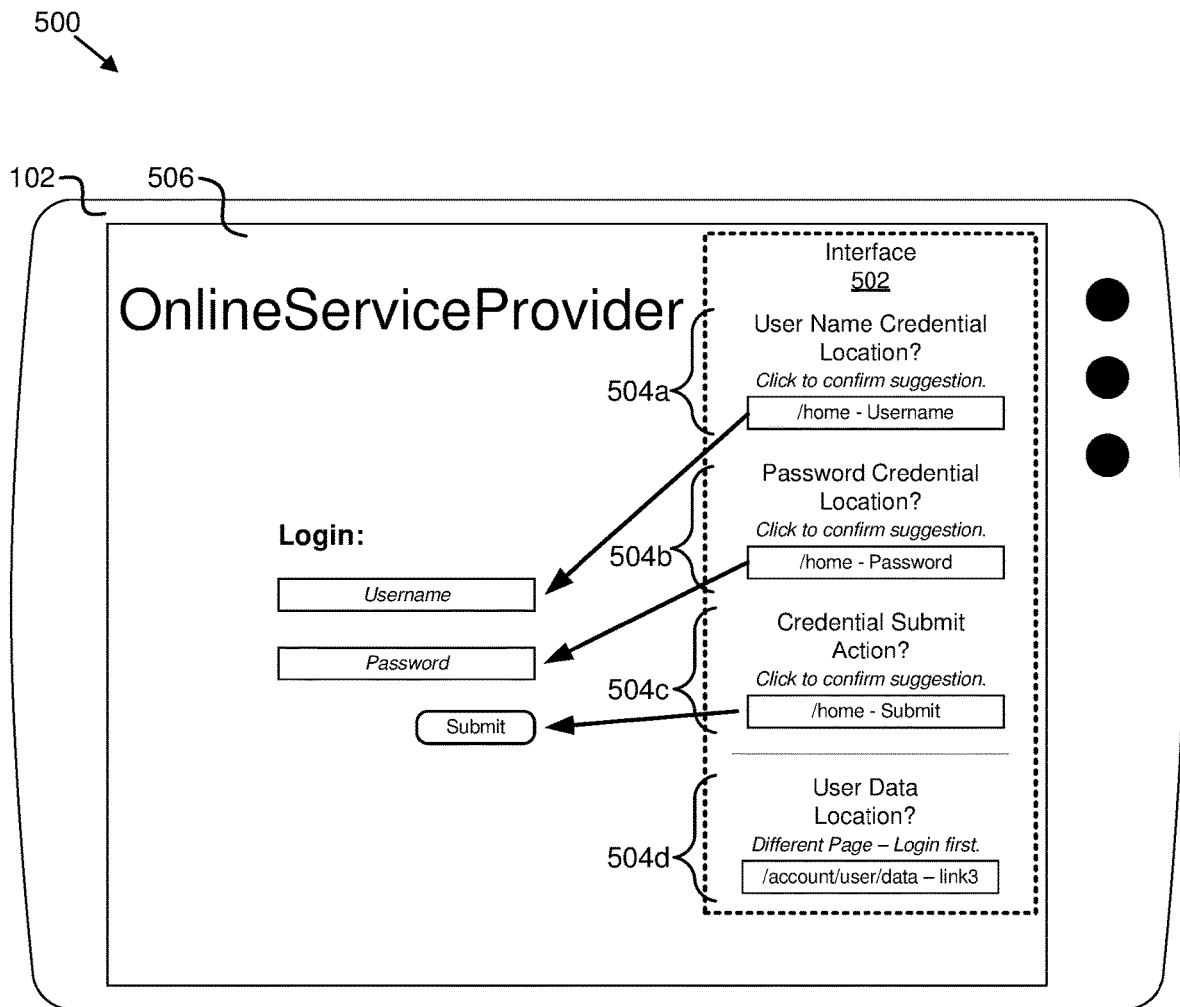 500
102
506
OnlineServiceProvider
Interface
502
504a
User Name Credential
Location?
Click to confirm suggestion.
/home - Username
504b
Password Credential
Location?
Click to confirm suggestion.
/home - Password
Login:
Username
Password
Submit
504c
Credential Submit
Action?
Click to confirm suggestion.
/home - Submit
504d
User Data
Location?
Different Page – Login first.
/account/user/data – link3